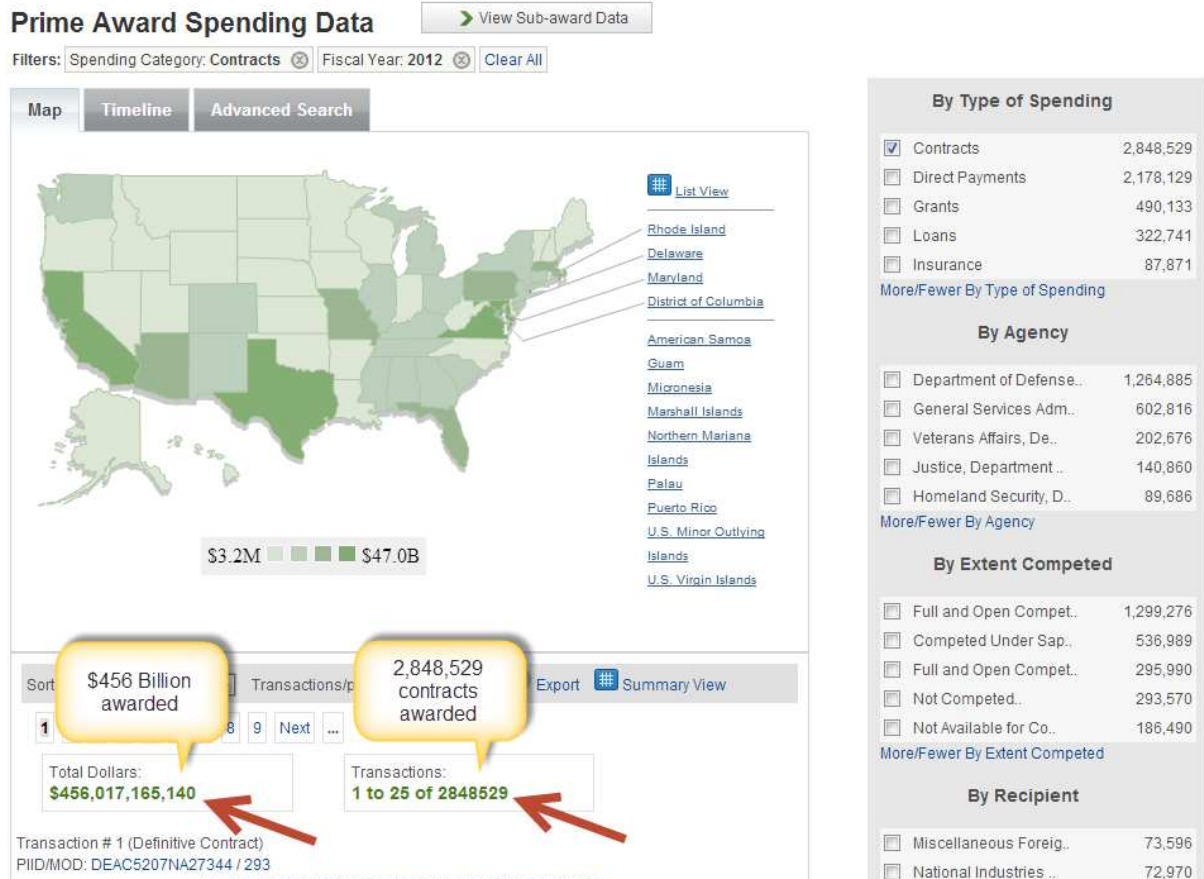 Prime Award Spending Data
View Sub-award Data
Filters: Spending Category: Contracts Fiscal Year: 2012 Clear All
Map Timeline Advanced Search
List View
Rhode Island
Delaware
Maryland
District of Columbia
American Samoa
Guam
Micronesia
Marshall Islands
Northern Mariana
Islands
Palau
Puerto Rico
U.S. Minor Outlying
Islands
U.S. Virgin Islands
$3.2M $47.0B
$456 Billion
awarded
2,848,529
contracts
awarded
Sort Transactions/p Export Summary View
1 8 9 Next ...
Total Dollars:
$456,017,165,140
Transactions:
1 to 25 of 2848529
Transaction # 1 (Definitive Contract)
PIID/MOD: DEAC5207NA27344 / 293
By Type of Spending
Contracts 2,848,529
Direct Payments 2,178,129
Grants 490,133
Loans 322,741
Insurance 87,871
More/Fewer By Type of Spending
By Agency
Department of Defense.. 1,264,885
General Services Adm.. 602,816
Veterans Affairs, De.. 202,676
Justice, Department .. 140,860
Homeland Security, D.. 89,686
More/Fewer By Agency
By Extent Competed
Full and Open Compet.. 1,299,276
Competed Under Sap.. 536,989
Full and Open Compet.. 295,990
Not Competed.. 293,570
Not Available for Co.. 186,490
More/Fewer By Extent Competed
By Recipient
Miscellaneous Foreig.. 73,596
National Industries .. 72,970